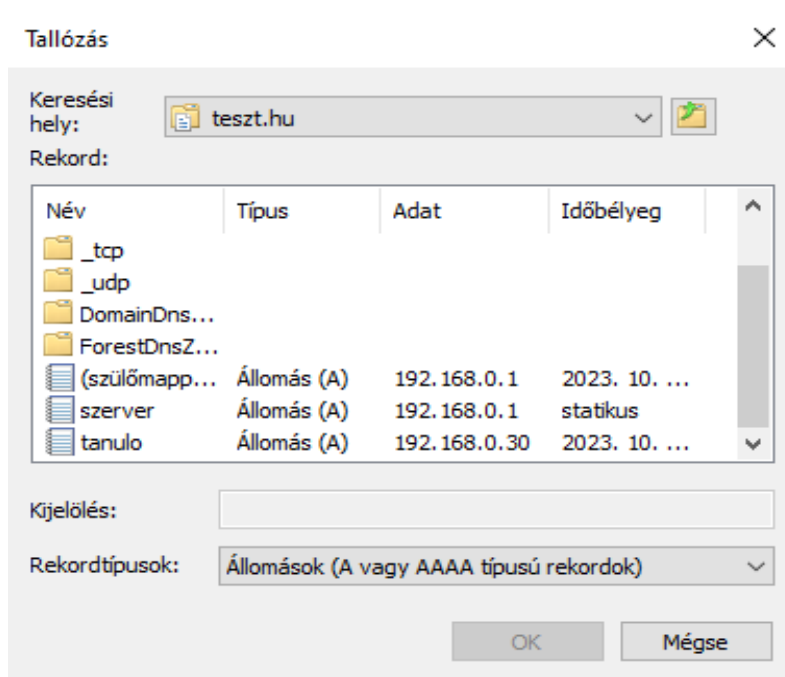 Tallózás
Keresési
hely:
teszt.hu
Rekord:
Név Típus Adat Időbélyeg
_tcp
_udp
DomainDns...
ForestDnsZ...
(szülőmapp... Állomás (A) 192.168.0.1 2023. 10. ...
szerver Állomás (A) 192.168.0.1 statikus
tanulo Állomás (A) 192.168.0.30 2023. 10. ...
Kijelölés:
Rekordtípusok: Állomások (A vagy AAAA típusú rekordok)
OK Mégse